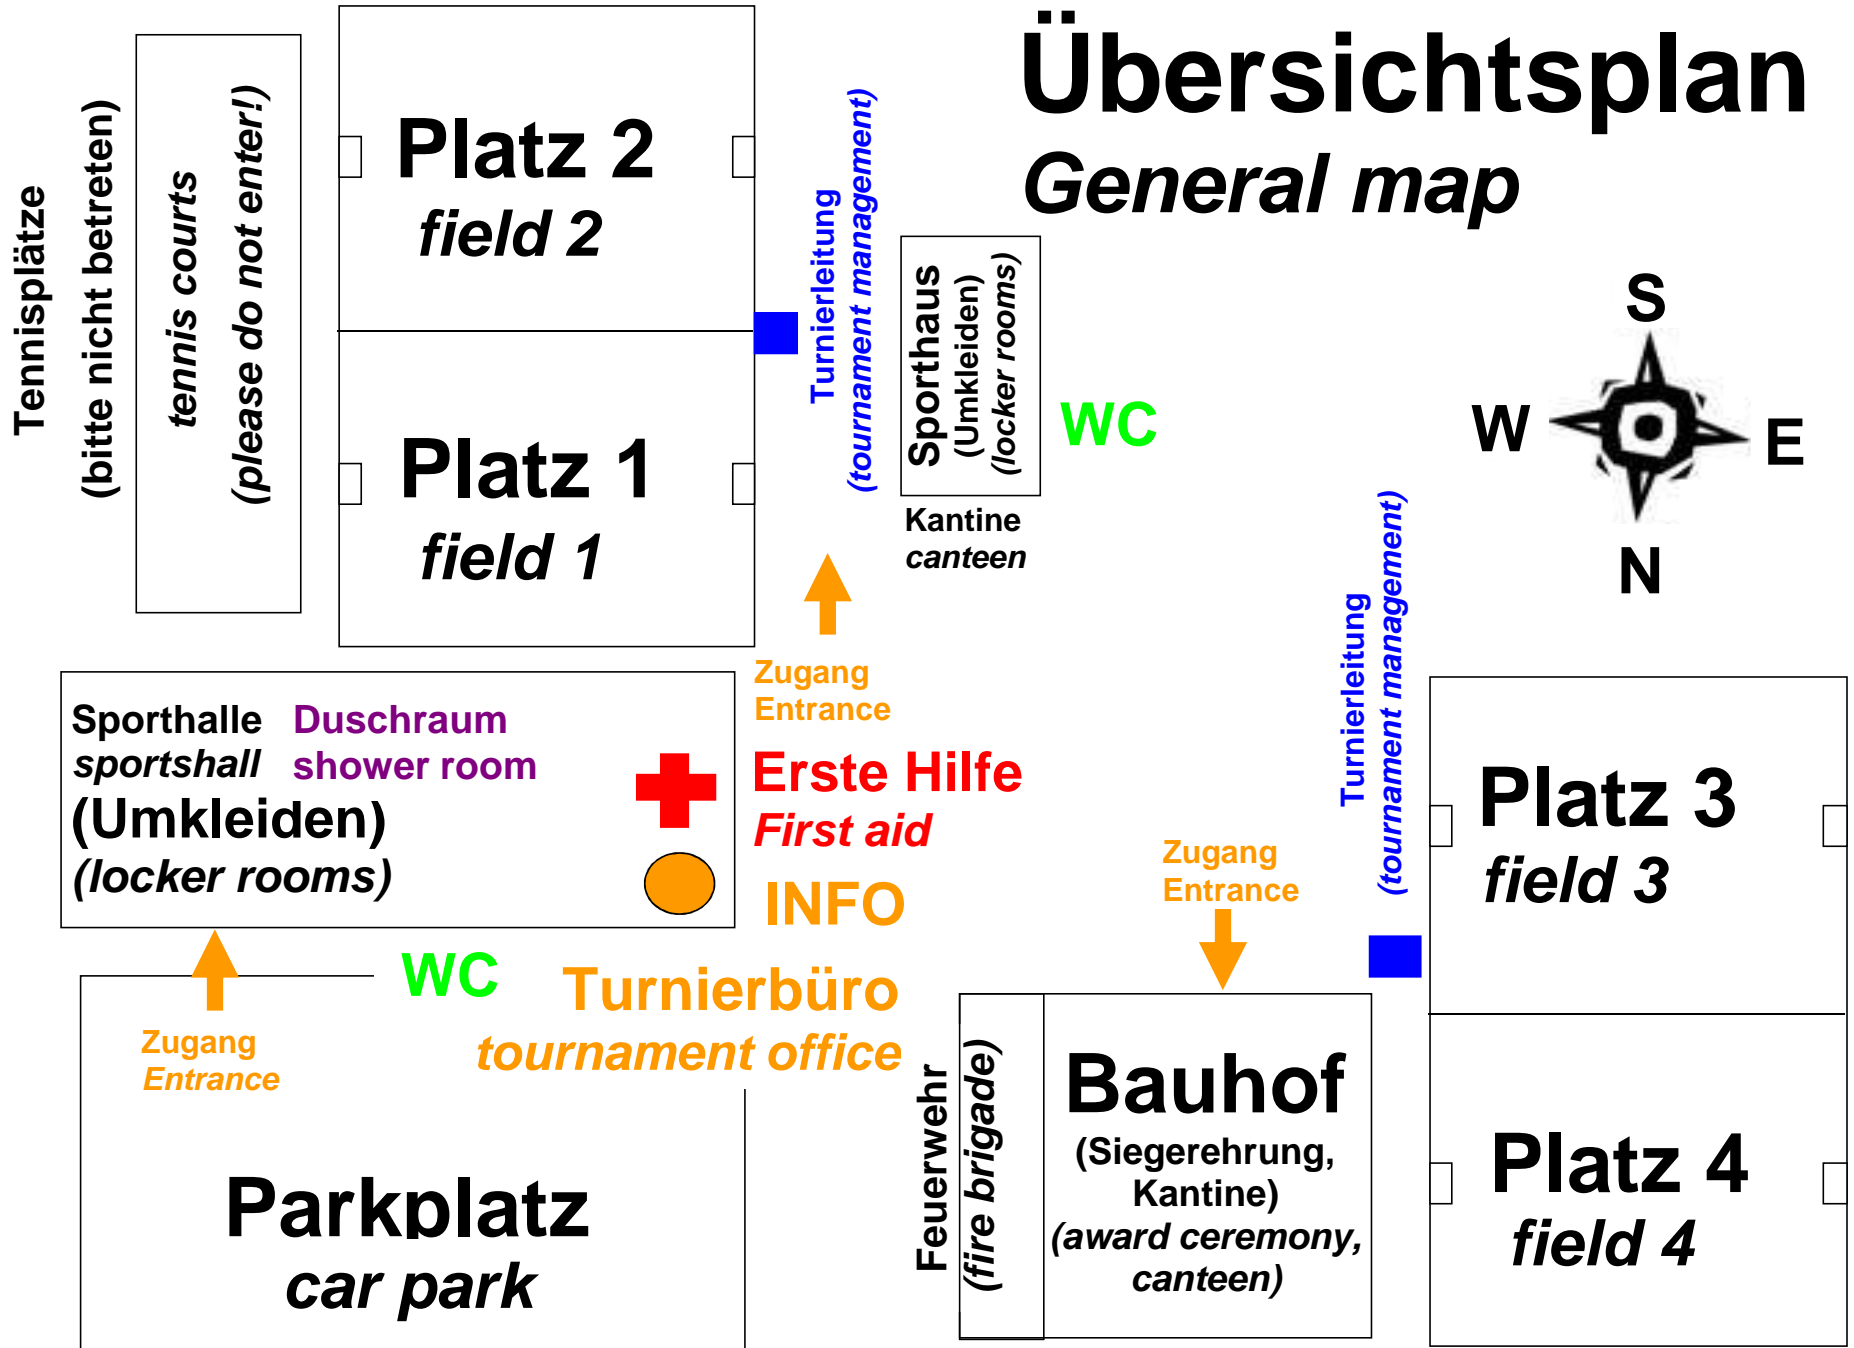 Übersichtsplan
General map
Tennisplätze
(bitte nicht betreten)
tennis courts
(please do not enter!)
Platz 2
field 2
Platz 1
field 1
Turnierleitung
(tournament management)
Sporthaus
(Umkleiden)
(locker rooms)
WC
Kantine
canteen
S
W
E
N
Zugang
Entrance
Sporthalle
sportshall
Duschraum
shower room
(Umkleiden)
(locker rooms)
Erste Hilfe
First aid
INFO
WC
Turnierbüro
tournament office
Zugang
Entrance
Parkplatz
car park
Zugang
Entrance
Feuerwehr
(fire brigade)
Bauhof
(Siegerehrung,
Kantine)
(award ceremony,
canteen)
Turnierleitung
(tournament management)
Platz 3
field 3
Platz 4
field 4